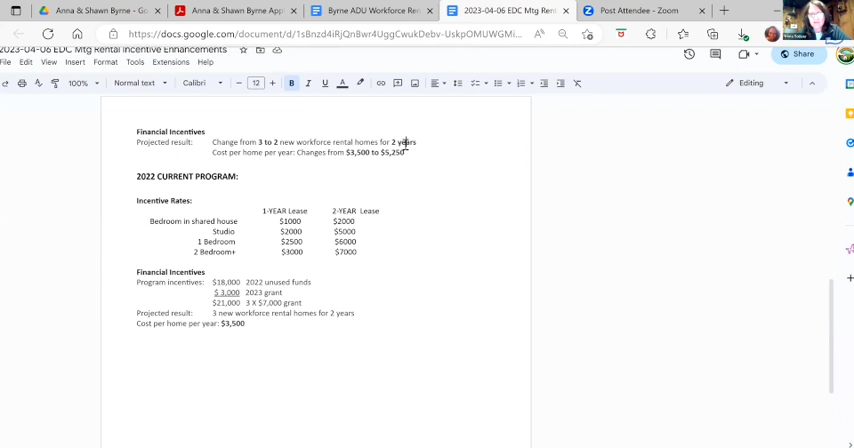 Anna & Shawn Byrne - Go
Anna & Shawn Byrne App
Byrne ADU Workforce Ren
2023-04-06 EDC Mtg Rent
Post Attendee - Zoom
https://docs.google.com/document/d/1sBnzd4iRjQnBwr4UggCwukDebv-UskpOMUWGMi...
2023-04-06 EDC Mtg Rental Incentive Enhancements
File Edit View Insert Format Tools Extensions Help
Share
100% Normal text Calibri 12 B I U A Editing
Financial Incentives
Projected result: Change from 3 to 2 new workforce rental homes for 2 years
Cost per home per year: Changes from $3,500 to $5,250
2022 CURRENT PROGRAM:
Incentive Rates:
1-YEAR Lease 2-YEAR Lease
Bedroom in shared house $1000 $2000
Studio $2000 $5000
1 Bedroom $2500 $6000
2 Bedroom+ $3000 $7000
Financial Incentives
Program incentives: $18,000 2022 unused funds
$ 3,000 2023 grant
$21,000 3 X $7,000 grant
Projected result: 3 new workforce rental homes for 2 years
Cost per home per year: $3,500